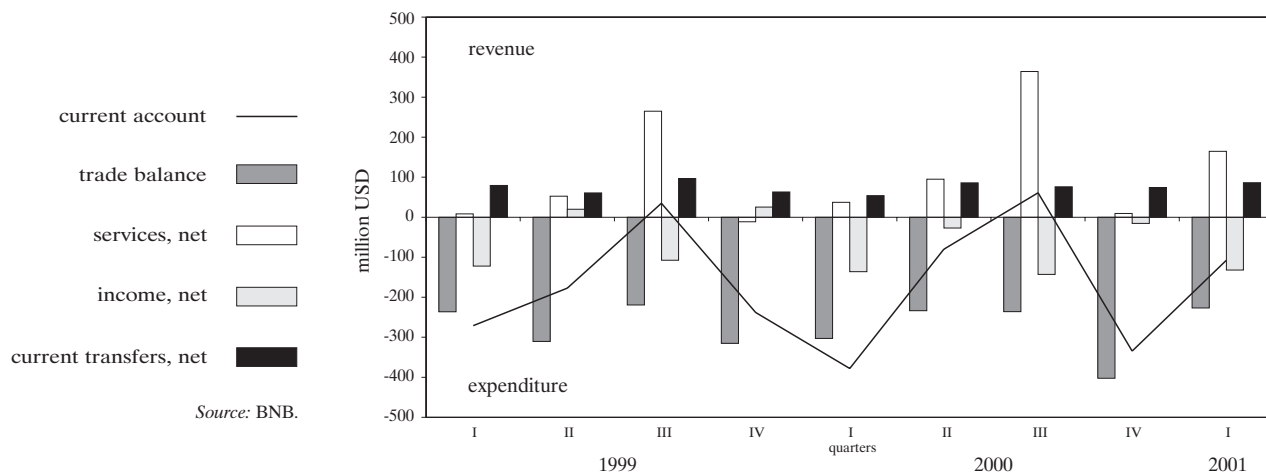 current account
trade balance
services, net
income, net
current transfers, net
Source: BNB.
million USD
500
400
300
200
100
0
-100
-200
-300
-400
-500
revenue
expenditure
I II III IV I II III IV I
quarters
1999 2000 2001